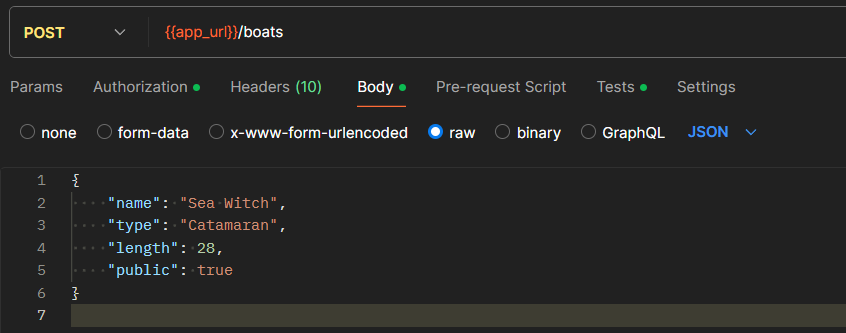 POST {{app_url}}/boats
Params Authorization Headers (10) Body Pre-request Script Tests Settings
none form-data x-www-form-urlencoded raw binary GraphQL JSON
1 {
2 "name": "Sea Witch",
3 "type": "Catamaran",
4 "length": 28,
5 "public": true
6 }
7